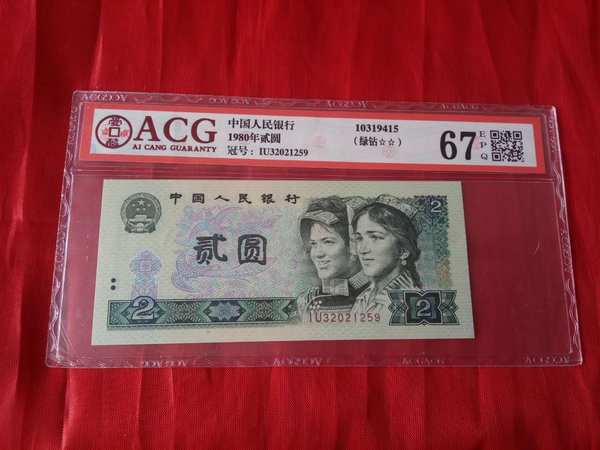 ACG
AI CANG GUARANTY
中国人民银行
1980年贰圆
冠号：IU32021259
10319415
（绿钻☆☆）
67
EPQ
中国人民银行
贰圆
2
2
2
IU32021259